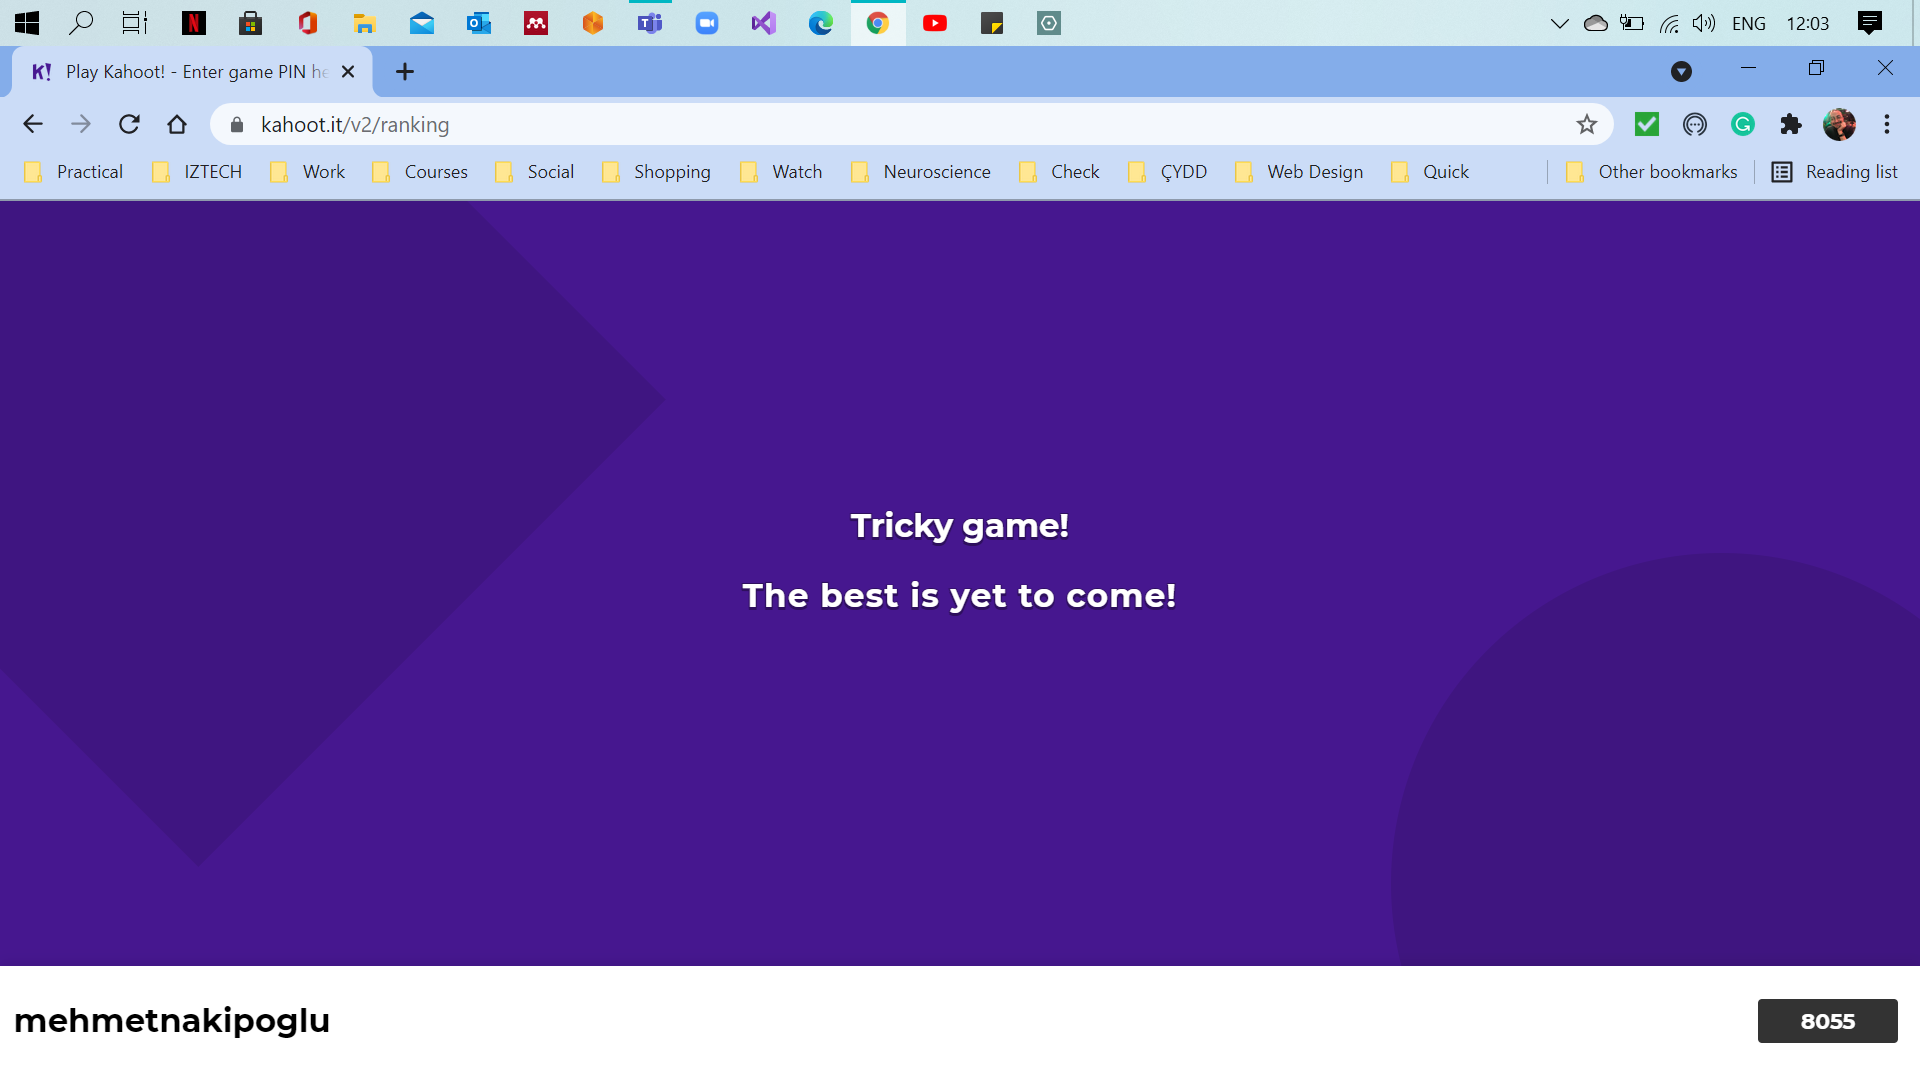 ENG 12:03
K! Play Kahoot! - Enter game PIN he
kahoot.it/v2/ranking
Practical IZTECH Work Courses Social Shopping Watch Neuroscience Check ÇYDD Web Design Quick Other bookmarks Reading list
Tricky game!
The best is yet to come!
mehmetnakipoglu 8055